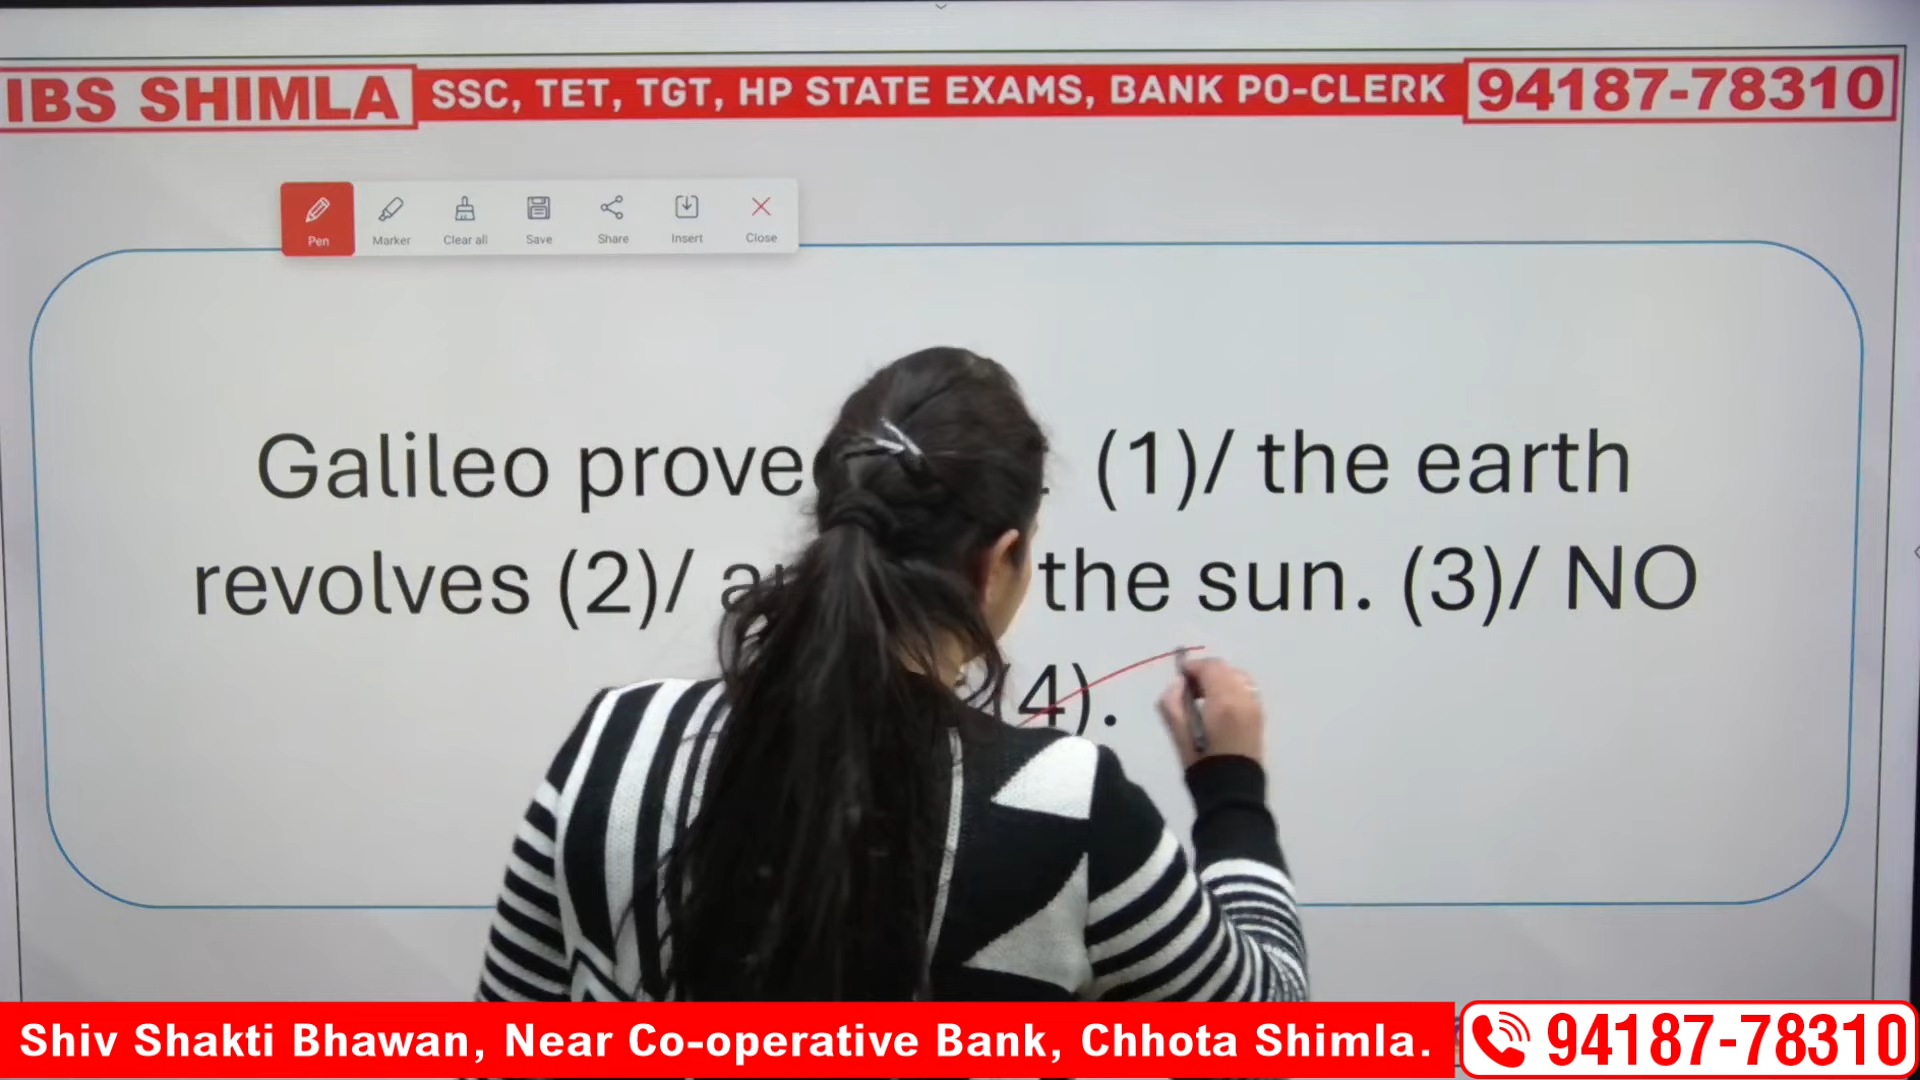 IBS SHIMLA SSC, TET, TGT, HP STATE EXAMS, BANK PO-CLERK 94187-78310
Pen Marker Clear all Save Share Insert Close
Galileo (1)/ the earth
revolves (2)/ the sun. (3)/ NO
(4).
Shiv Shakti Bhawan, Near Co-operative Bank, Chhota Shimla. 94187-78310